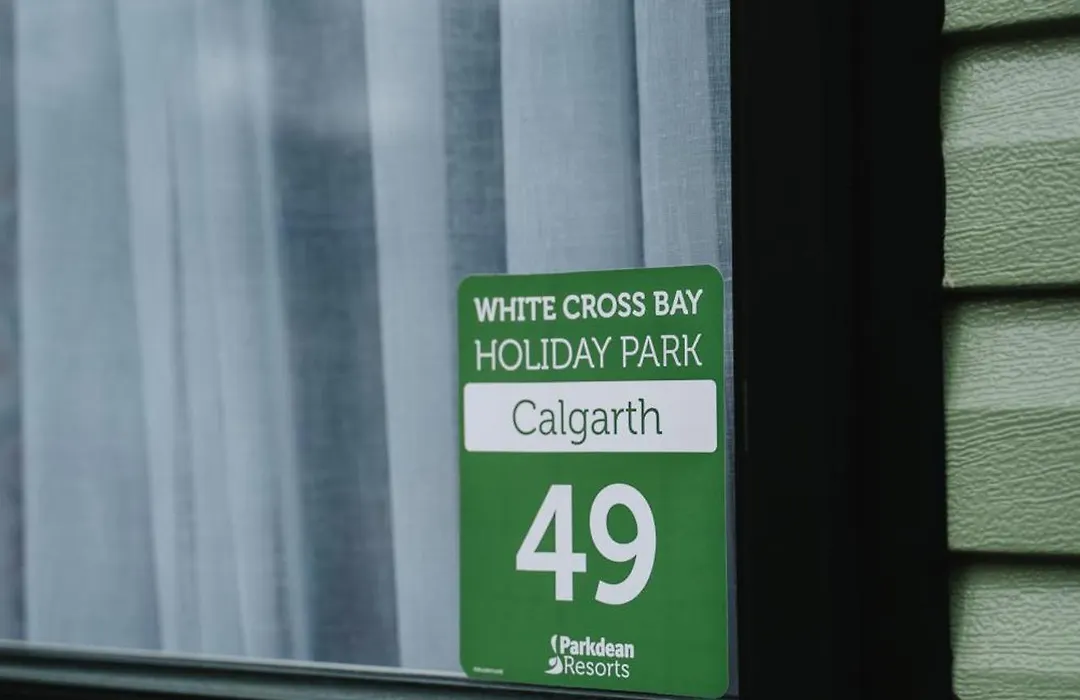 WHITE CROSS BAY
HOLIDAY PARK
Calgarth
49
Parkdean
Resorts